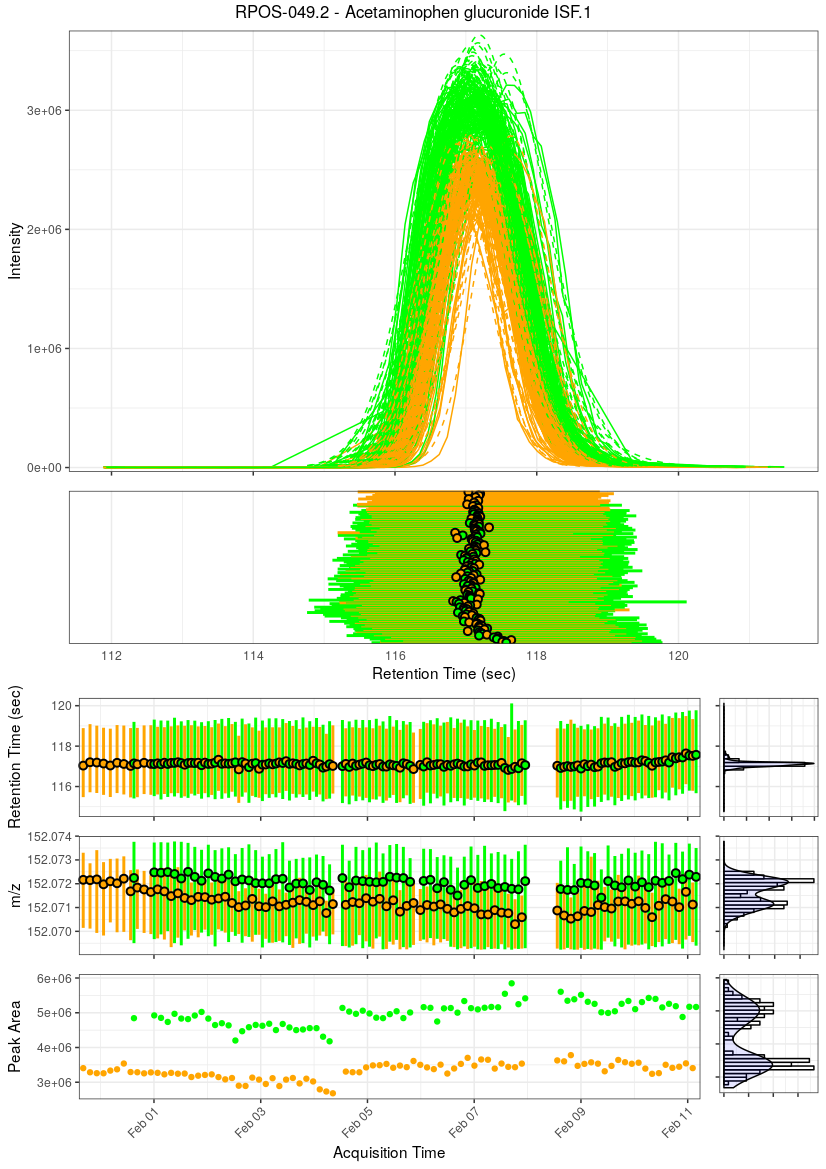 RPOS-049.2 - Acetaminophen glucuronide ISF.1
3e+06
2e+06
1e+06
0e+00
Intensity
112 114 116 118 120
Retention Time (sec)
Retention Time (sec)
120
118
116
m/z
152.074
152.073
152.072
152.071
152.070
Peak Area
6e+06
5e+06
4e+06
3e+06
Feb 01 Feb 03 Feb 05 Feb 07 Feb 09 Feb 11
Acquisition Time